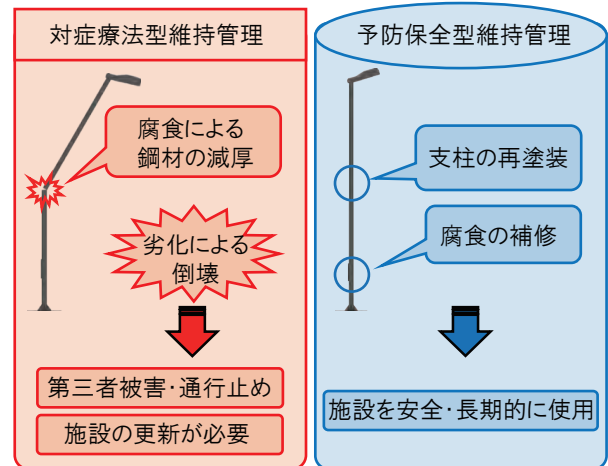 対症療法型維持管理
腐食による
鋼材の減厚
劣化による
倒壊
第三者被害・通行止め
施設の更新が必要
予防保全型維持管理
支柱の再塗装
腐食の補修
施設を安全・長期的に使用